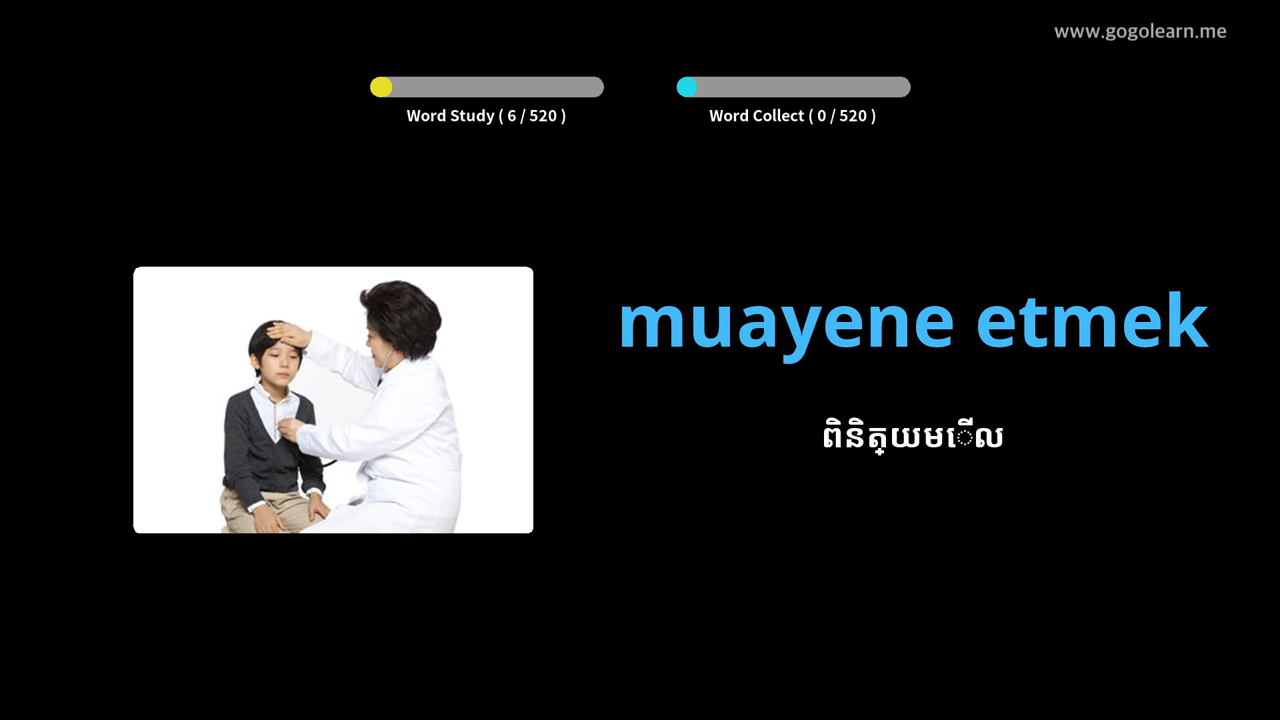 www.gogolearn.me
Word Study ( 6 / 520 )
Word Collect ( 0 / 520 )
muayene etmek
ពិនិត្យមើល